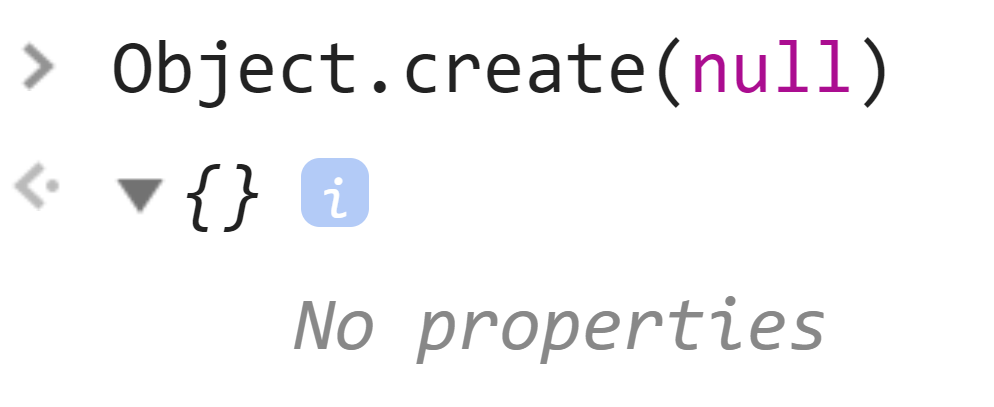 Object.create(null)
{} i
No properties